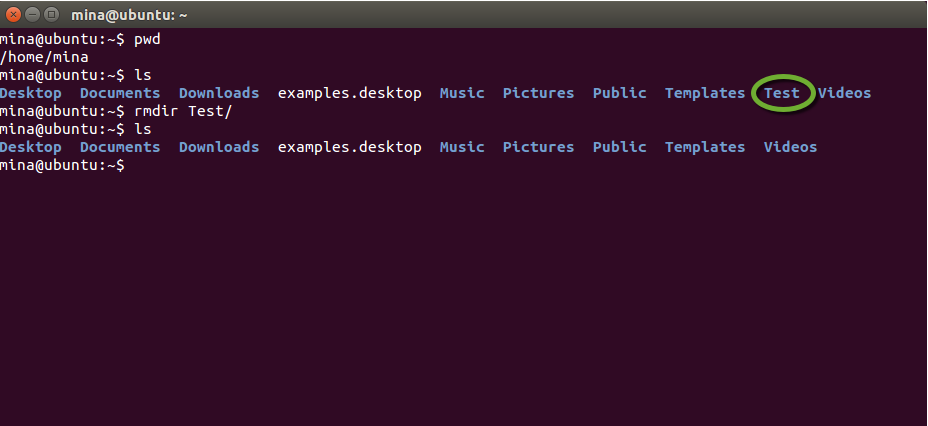 mina@ubuntu: ~
mina@ubuntu:~$ pwd
/home/mina
mina@ubuntu:~$ ls
Desktop  Documents  Downloads  examples.desktop  Music  Pictures  Public  Templates  Test  Videos
mina@ubuntu:~$ rmdir Test/
mina@ubuntu:~$ ls
Desktop  Documents  Downloads  examples.desktop  Music  Pictures  Public  Templates  Videos
mina@ubuntu:~$